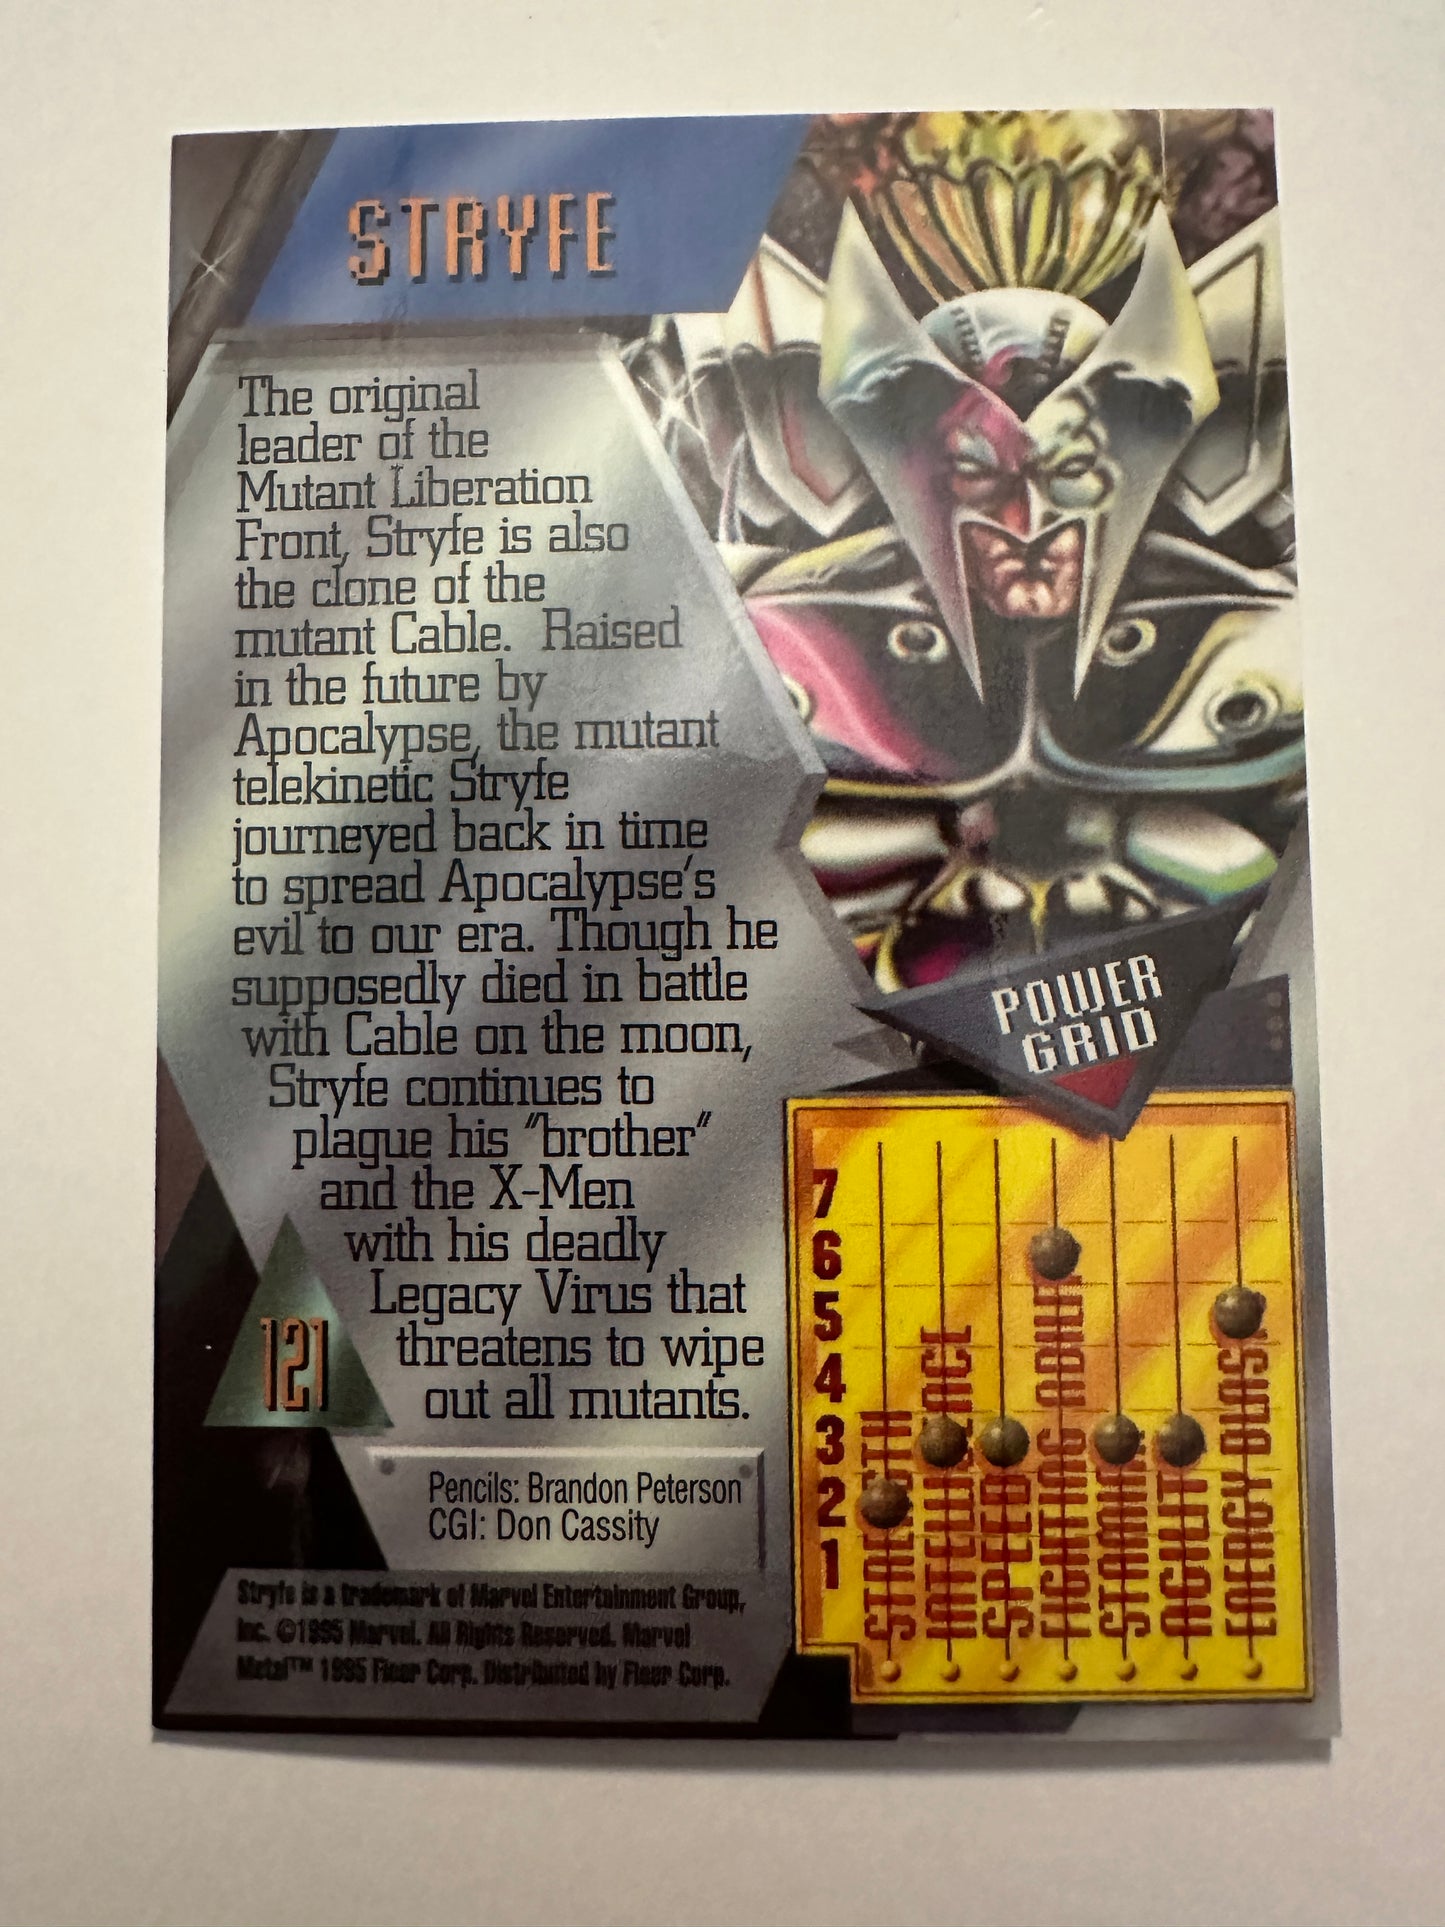 STRYFE
The original
leader of the
Mutant Liberation
Front, Stryfe is also
the clone of the
mutant Cable. Raised
in the future by
Apocalypse, the mutant
telekinetic Stryfe
journeyed back in time
to spread Apocalypse's
evil to our era. Though he
supposedly died in battle
with Cable on the moon,
Stryfe continues to
plague his "brother"
and the X-Men
with his deadly
Legacy Virus that
threatens to wipe
out all mutants.
121
Pencils: Brandon Peterson
CGI: Don Cassity
Stryfe is a trademark of Marvel Entertainment Group,
Inc. ©1995 Marvel. All Rights Reserved. Marvel
Metal™ 1995 Fleer Corp. Distributed by Fleer Corp.
POWER
GRID
7
6
5
4
3
2
1
STRENGTH
INTELLIGENCE
SPEED
FIGHTING ABILITY
STAMINA
AGILITY
ENERGY BLAST